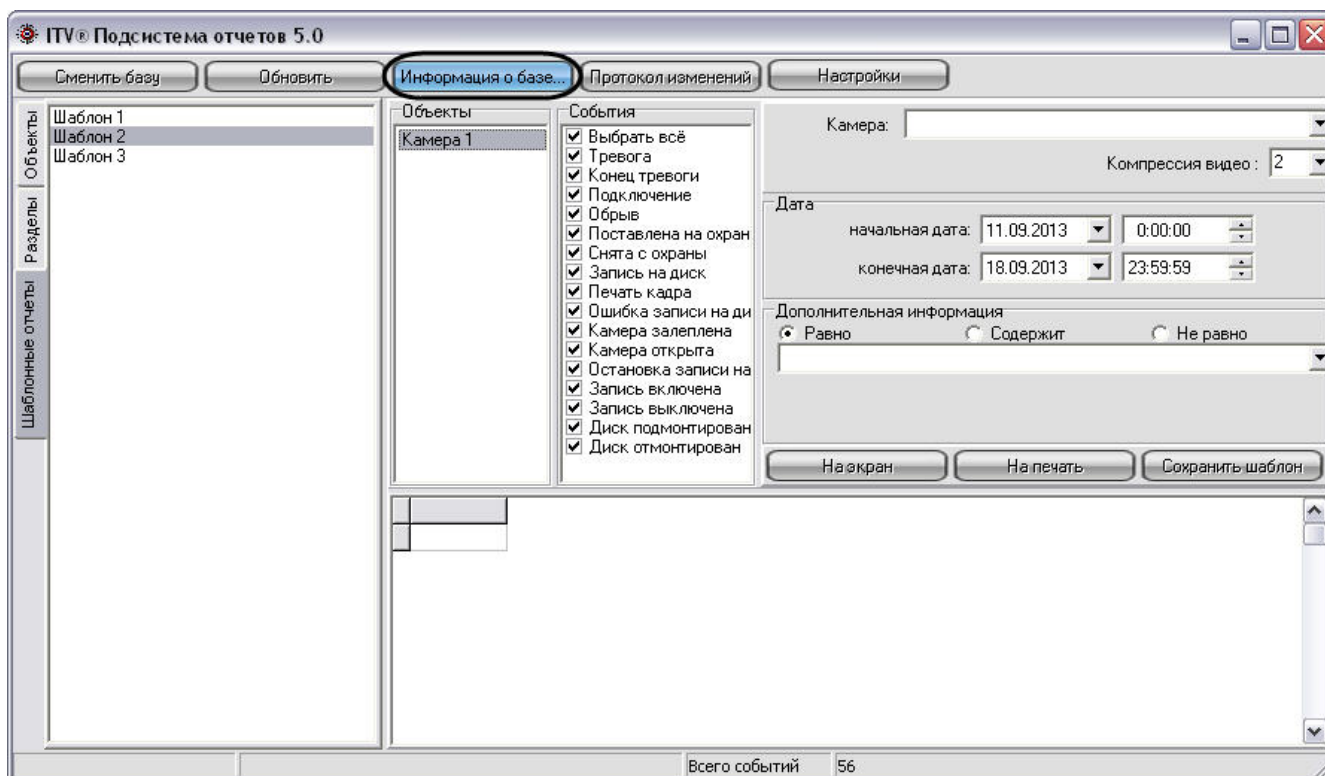 ITV® Подсистема отчетов 5.0
Сменить базу
Обновить
Информация о базе...
Протокол изменений
Настройки
Объекты
Разделы
Шаблонные отчеты
Шаблон 1
Шаблон 2
Шаблон 3
Объекты
Камера 1
События
Выбрать всё
Тревога
Конец тревоги
Подключение
Обрыв
Поставлена на охран
Снята с охраны
Запись на диск
Печать кадра
Ошибка записи на ди
Камера залеплена
Камера открыта
Остановка записи на
Запись включена
Запись выключена
Диск подмонтирован
Диск отмонтирован
Камера:
Компрессия видео : 2
Дата
начальная дата: 11.09.2013 0:00:00
конечная дата: 18.09.2013 23:59:59
Дополнительная информация
Равно Содержит Не равно
На экран
На печать
Сохранить шаблон
Всего событий 56